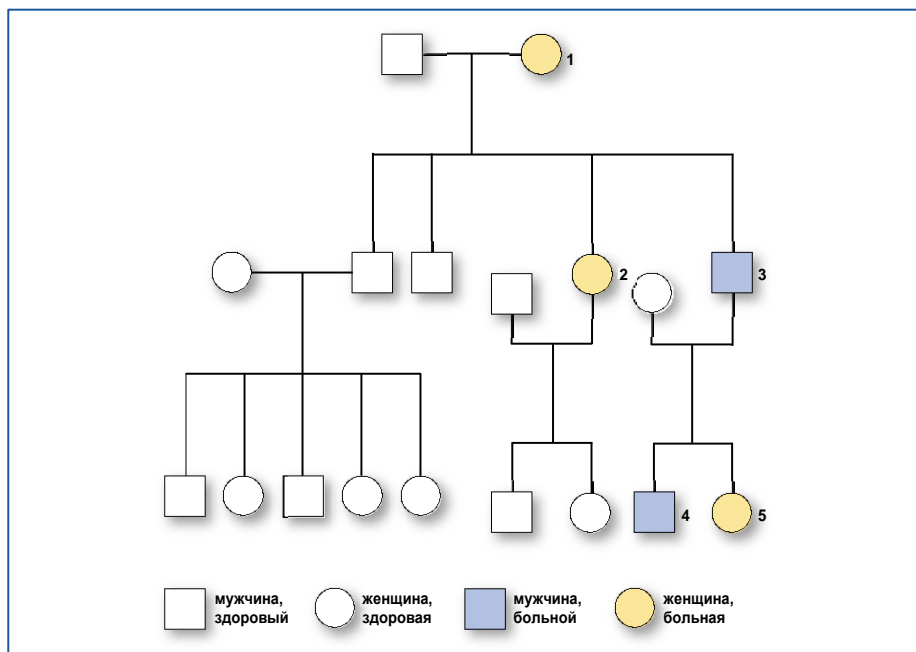 1
2
3
4
5
мужчина,
здоровый
женщина,
здоровая
мужчина,
больной
женщина,
больная